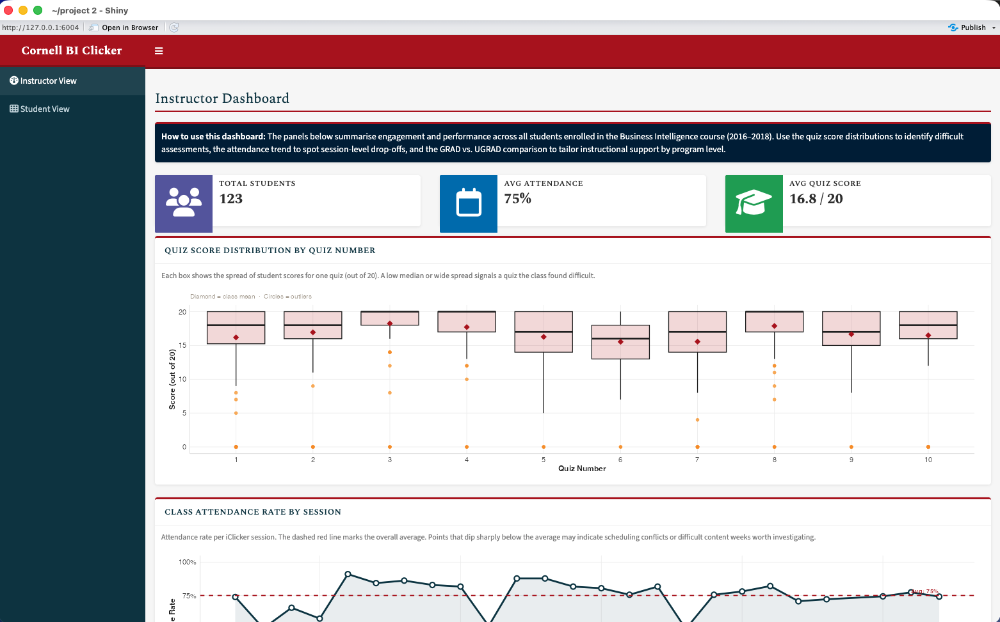 ~/project 2 - Shiny
http://127.0.0.1:6004
Open in Browser
Publish
Cornell BI Clicker
Instructor View
Student View
Instructor Dashboard
How to use this dashboard: The panels below summarise engagement and performance across all students enrolled in the Business Intelligence course (2016–2018). Use the quiz score distributions to identify difficult
assessments, the attendance trend to spot session-level drop-offs, and the GRAD vs. UGRAD comparison to tailor instructional support by program level.
TOTAL STUDENTS
123
AVG ATTENDANCE
75%
AVG QUIZ SCORE
16.8 / 20
QUIZ SCORE DISTRIBUTION BY QUIZ NUMBER
Each box shows the spread of student scores for one quiz (out of 20). A low median or wide spread signals a quiz the class found difficult.
Diamond = class mean · Circles = outliers
Score (out of 20)
20
15
10
5
0
1 2 3 4 5 6 7 8 9 10
Quiz Number
CLASS ATTENDANCE RATE BY SESSION
Attendance rate per iClicker session. The dashed red line marks the overall average. Points that dip sharply below the average may indicate scheduling conflicts or difficult content weeks worth investigating.
100%
75%
Avg: 75%
e Rate